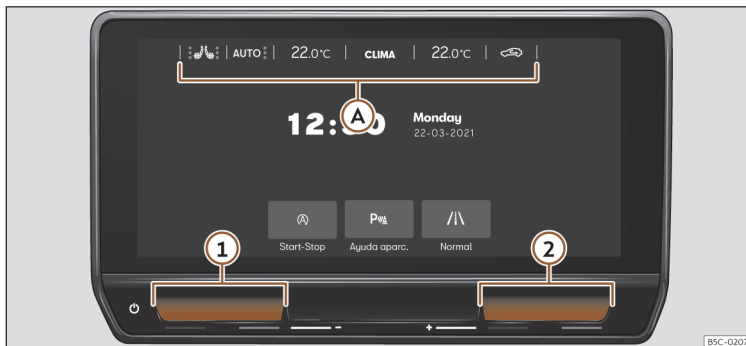 AUTO 22.0°C CLIMA 22.0°C
A
12: 0 Monday
22-03-2021
A P
Start-Stop Ayuda aparc. Normal
1 2
- +
B5C-0207